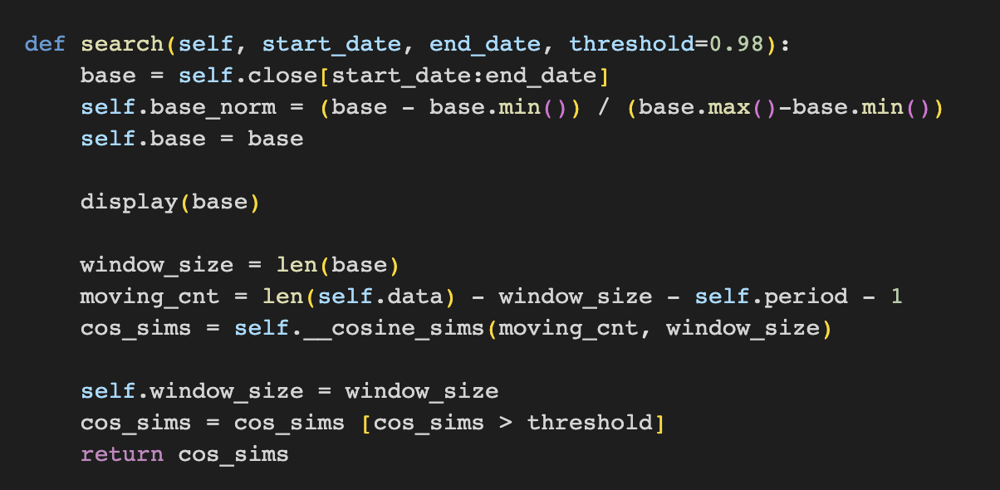 def search(self, start_date, end_date, threshold=0.98):
    base = self.close[start_date:end_date]
    self.base_norm = (base - base.min()) / (base.max()-base.min())
    self.base = base

    display(base)

    window_size = len(base)
    moving_cnt = len(self.data) - window_size - self.period - 1
    cos_sims = self.__cosine_sims(moving_cnt, window_size)

    self.window_size = window_size
    cos_sims = cos_sims [cos_sims > threshold]
    return cos_sims